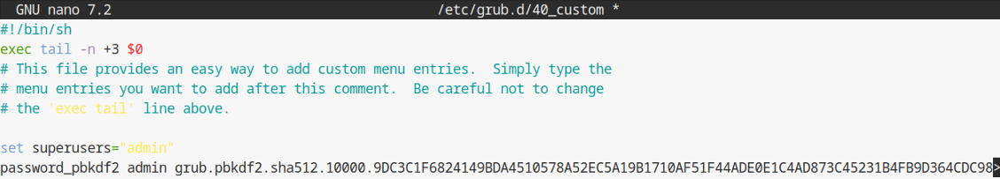 GNU nano 7.2 /etc/grub.d/40_custom *
#!/bin/sh
exec tail -n +3 $0
# This file provides an easy way to add custom menu entries.  Simply type the
# menu entries you want to add after this comment.  Be careful not to change
# the 'exec tail' line above.
set superusers="admin"
password_pbkdf2 admin grub.pbkdf2.sha512.10000.9DC3C1F6824149BDA4510578A52EC5A19B1710AF51F44ADE0E1C4AD873C45231B4FB9D364CDC98>